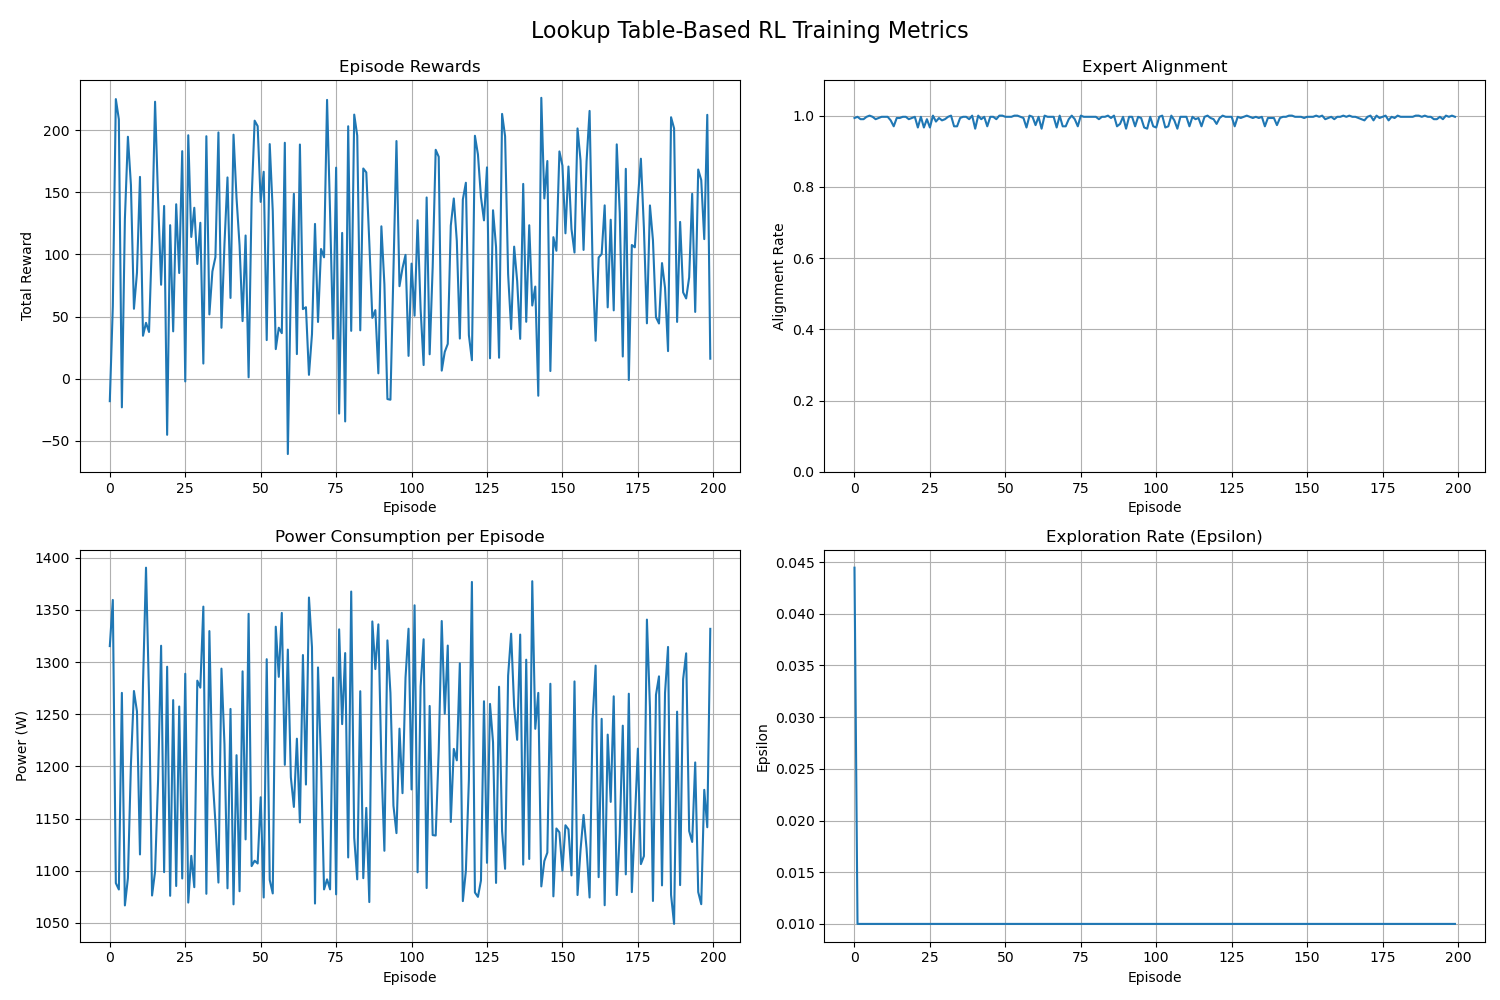 Lookup Table-Based RL Training Metrics
Episode Rewards
Total Reward
200
150
100
50
0
−50
0 25 50 75 100 125 150 175 200
Episode
Expert Alignment
Alignment Rate
1.0
0.8
0.6
0.4
0.2
0.0
0 25 50 75 100 125 150 175 200
Episode
Power Consumption per Episode
Power (W)
1400
1350
1300
1250
1200
1150
1100
1050
0 25 50 75 100 125 150 175 200
Episode
Exploration Rate (Epsilon)
Epsilon
0.045
0.040
0.035
0.030
0.025
0.020
0.015
0.010
0 25 50 75 100 125 150 175 200
Episode